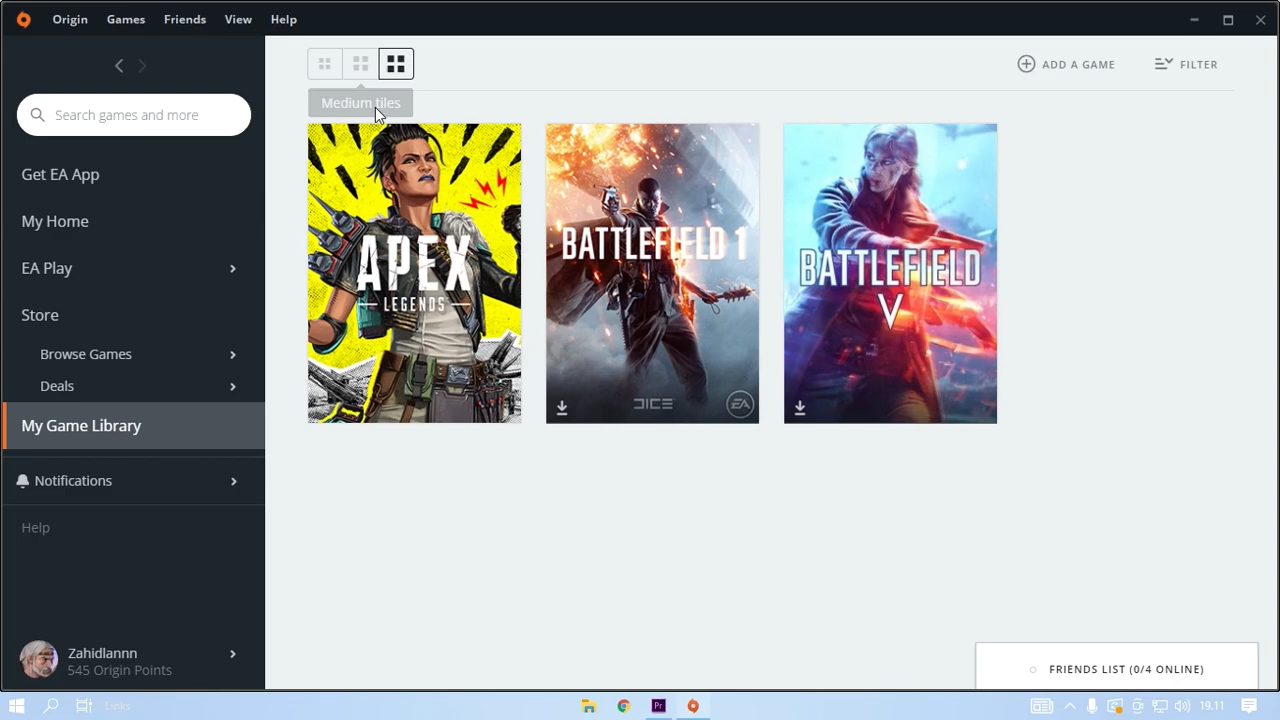 Origin Games Friends View Help
Search games and more
Get EA App
My Home
EA Play
Store
Browse Games
Deals
My Game Library
Notifications
Help
Zahidlannn
545 Origin Points
ADD A GAME
FILTER
Medium tiles
APEX
LEGENDS
BATTLEFIELD 1
DICE
EA
BATTLEFIELD
V
FRIENDS LIST (0/4 ONLINE)
Links
Pr
19.11